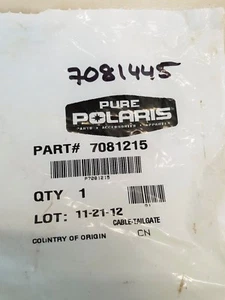 7081445
PURE
POLARIS
PARTS • ACCESSORIES • APPAREL
PART# 7081215
P7081215
QTY 1
LOT: 11-21-12
CABLE-TAILGATE
COUNTRY OF ORIGIN CN